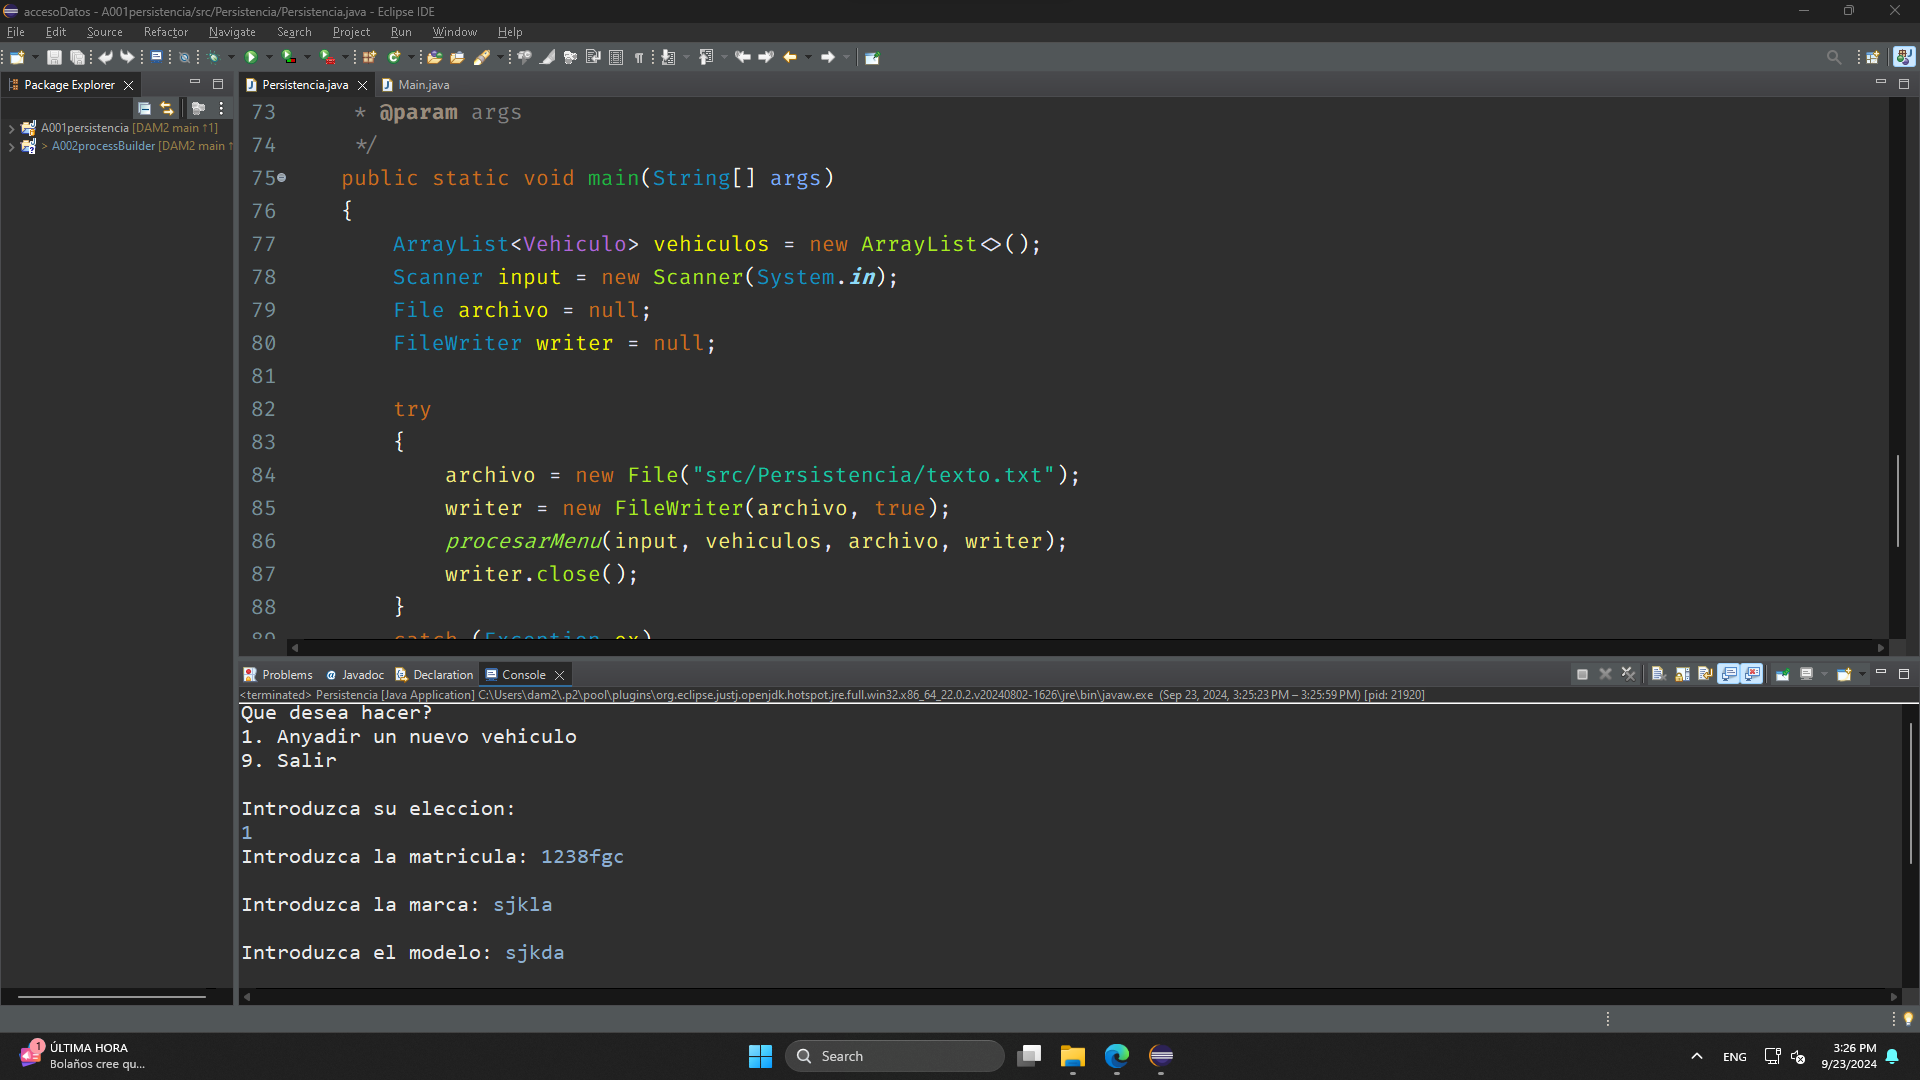 accesoDatos - A001persistencia/src/Persistencia/Persistencia.java - Eclipse IDE
File Edit Source Refactor Navigate Search Project Run Window Help
Package Explorer
A001persistencia [DAM2 main ↑1]
> A002processBuilder [DAM2 main ↑
Persistencia.java Main.java
73 * @param args
74 */
75 public static void main(String[] args)
76 {
77 ArrayList<Vehiculo> vehiculos = new ArrayList<>();
78 Scanner input = new Scanner(System.in);
79 File archivo = null;
80 FileWriter writer = null;
81
82 try
83 {
84 archivo = new File("src/Persistencia/texto.txt");
85 writer = new FileWriter(archivo, true);
86 procesarMenu(input, vehiculos, archivo, writer);
87 writer.close();
88 }
89 catch (Exception ex)
Problems Javadoc Declaration Console
<terminated> Persistencia [Java Application] C:\Users\dam2\.p2\pool\plugins\org.eclipse.justj.openjdk.hotspot.jre.full.win32.x86_64_22.0.2.v20240802-1626\jre\bin\javaw.exe (Sep 23, 2024, 3:25:23 PM – 3:25:59 PM) [pid: 21920]
Que desea hacer?
1. Anyadir un nuevo vehiculo
9. Salir
Introduzca su eleccion:
1
Introduzca la matricula: 1238fgc
Introduzca la marca: sjkla
Introduzca el modelo: sjkda
1
ÚLTIMA HORA
Bolaños cree qu...
Search
ENG
3:26 PM
9/23/2024